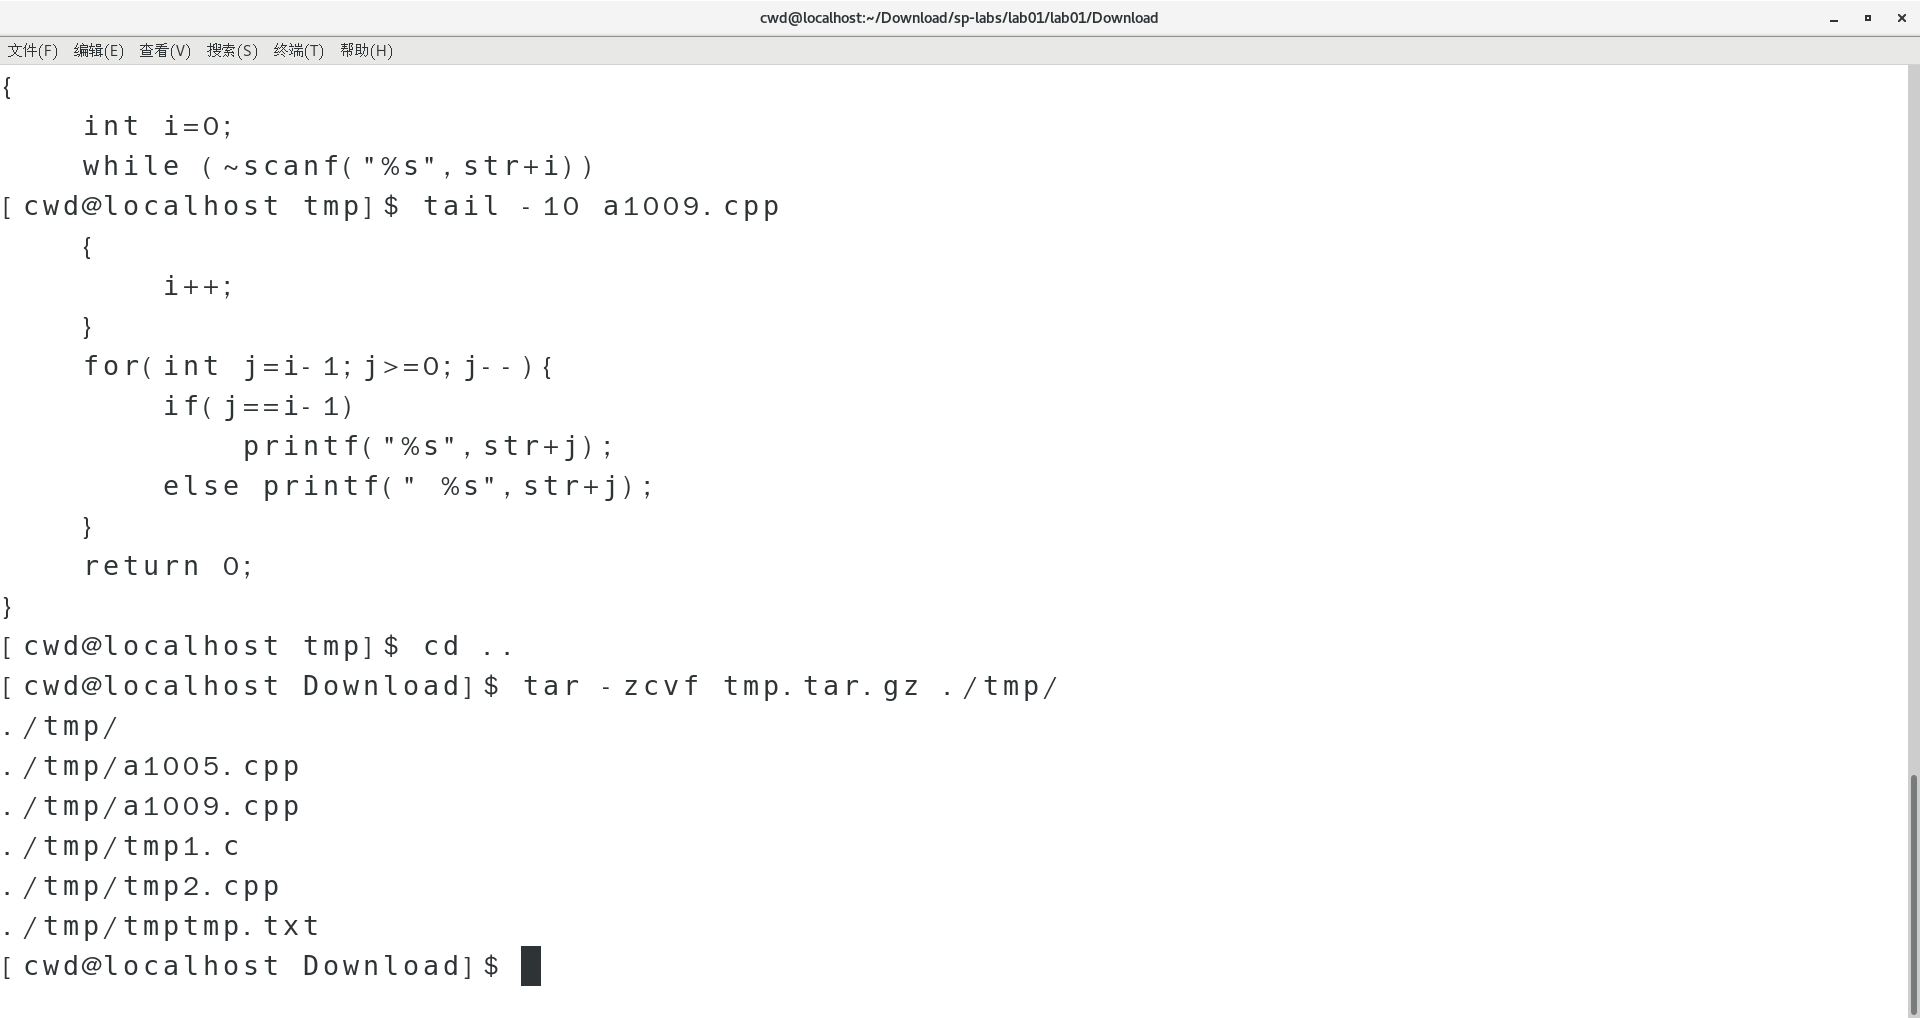 cwd@localhost:~/Download/sp-labs/lab01/lab01/Download
文件(F) 编辑(E) 查看(V) 搜索(S) 终端(T) 帮助(H)
{
    int i=0;
    while (~scanf("%s",str+i))
[cwd@localhost tmp]$ tail -10 a1009.cpp
    {
        i++;
    }
    for(int j=i-1;j>=0;j--){
        if(j==i-1)
            printf("%s",str+j);
        else printf(" %s",str+j);
    }
    return 0;
}
[cwd@localhost tmp]$ cd ..
[cwd@localhost Download]$ tar -zcvf tmp.tar.gz ./tmp/
./tmp/
./tmp/a1005.cpp
./tmp/a1009.cpp
./tmp/tmp1.c
./tmp/tmp2.cpp
./tmp/tmptmp.txt
[cwd@localhost Download]$